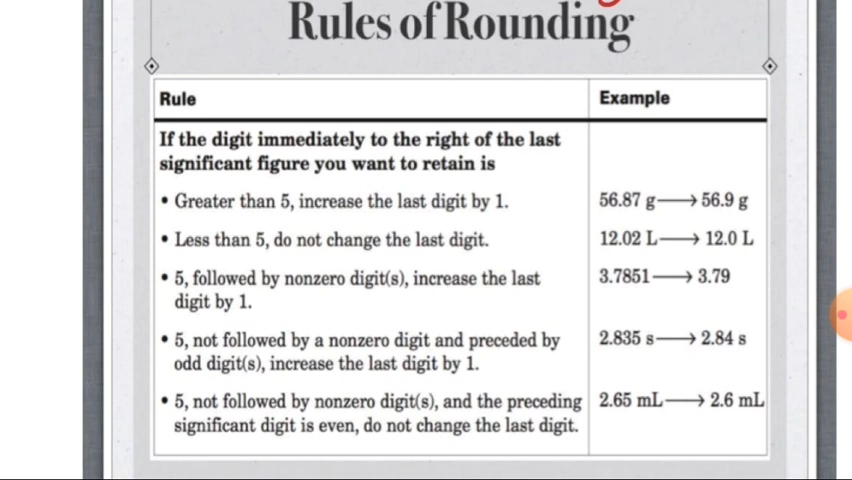 Rules of Rounding
Rule Example
If the digit immediately to the right of the last
significant figure you want to retain is
• Greater than 5, increase the last digit by 1. 56.87 g⟶ 56.9 g
• Less than 5, do not change the last digit. 12.02 L⟶ 12.0 L
• 5, followed by nonzero digit(s), increase the last 3.7851⟶ 3.79
digit by 1.
• 5, not followed by a nonzero digit and preceded by 2.835 s⟶ 2.84 s
odd digit(s), increase the last digit by 1.
• 5, not followed by nonzero digit(s), and the preceding 2.65 mL⟶ 2.6 mL
significant digit is even, do not change the last digit.